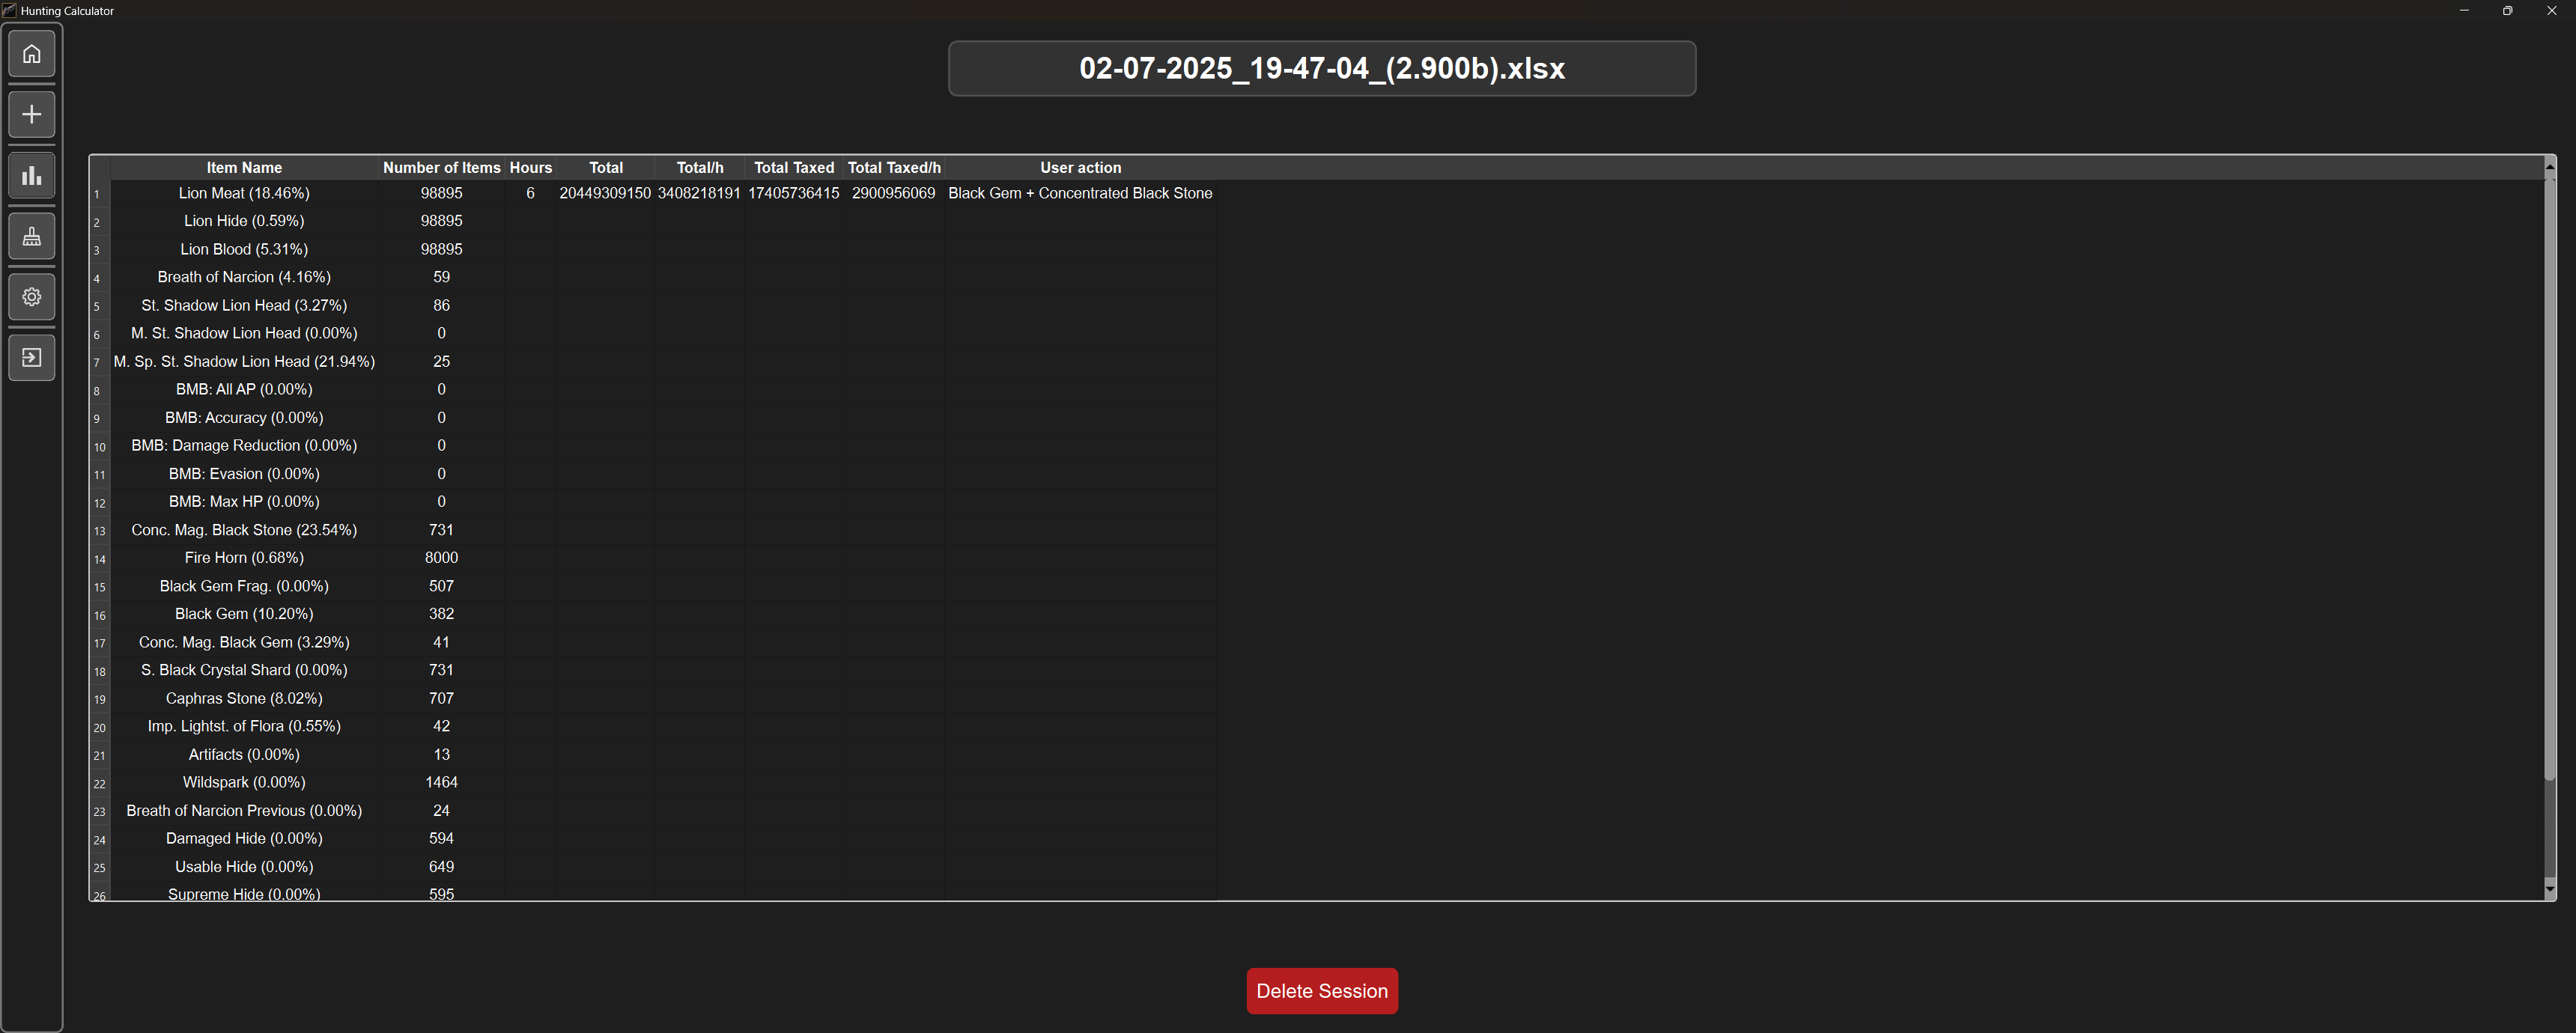 Hunting Calculator
02-07-2025_19-47-04_(2.900b).xlsx
Item Name Number of Items Hours Total Total/h Total Taxed Total Taxed/h User action
1 Lion Meat (18.46%) 98895 6 20449309150 3408218191 17405736415 2900956069 Black Gem + Concentrated Black Stone
2 Lion Hide (0.59%) 98895
3 Lion Blood (5.31%) 98895
4 Breath of Narcion (4.16%) 59
5 St. Shadow Lion Head (3.27%) 86
6 M. St. Shadow Lion Head (0.00%) 0
7 M. Sp. St. Shadow Lion Head (21.94%) 25
8 BMB: All AP (0.00%) 0
9 BMB: Accuracy (0.00%) 0
10 BMB: Damage Reduction (0.00%) 0
11 BMB: Evasion (0.00%) 0
12 BMB: Max HP (0.00%) 0
13 Conc. Mag. Black Stone (23.54%) 731
14 Fire Horn (0.68%) 8000
15 Black Gem Frag. (0.00%) 507
16 Black Gem (10.20%) 382
17 Conc. Mag. Black Gem (3.29%) 41
18 S. Black Crystal Shard (0.00%) 731
19 Caphras Stone (8.02%) 707
20 Imp. Lightst. of Flora (0.55%) 42
21 Artifacts (0.00%) 13
22 Wildspark (0.00%) 1464
23 Breath of Narcion Previous (0.00%) 24
24 Damaged Hide (0.00%) 594
25 Usable Hide (0.00%) 649
26 Supreme Hide (0.00%) 595
Delete Session